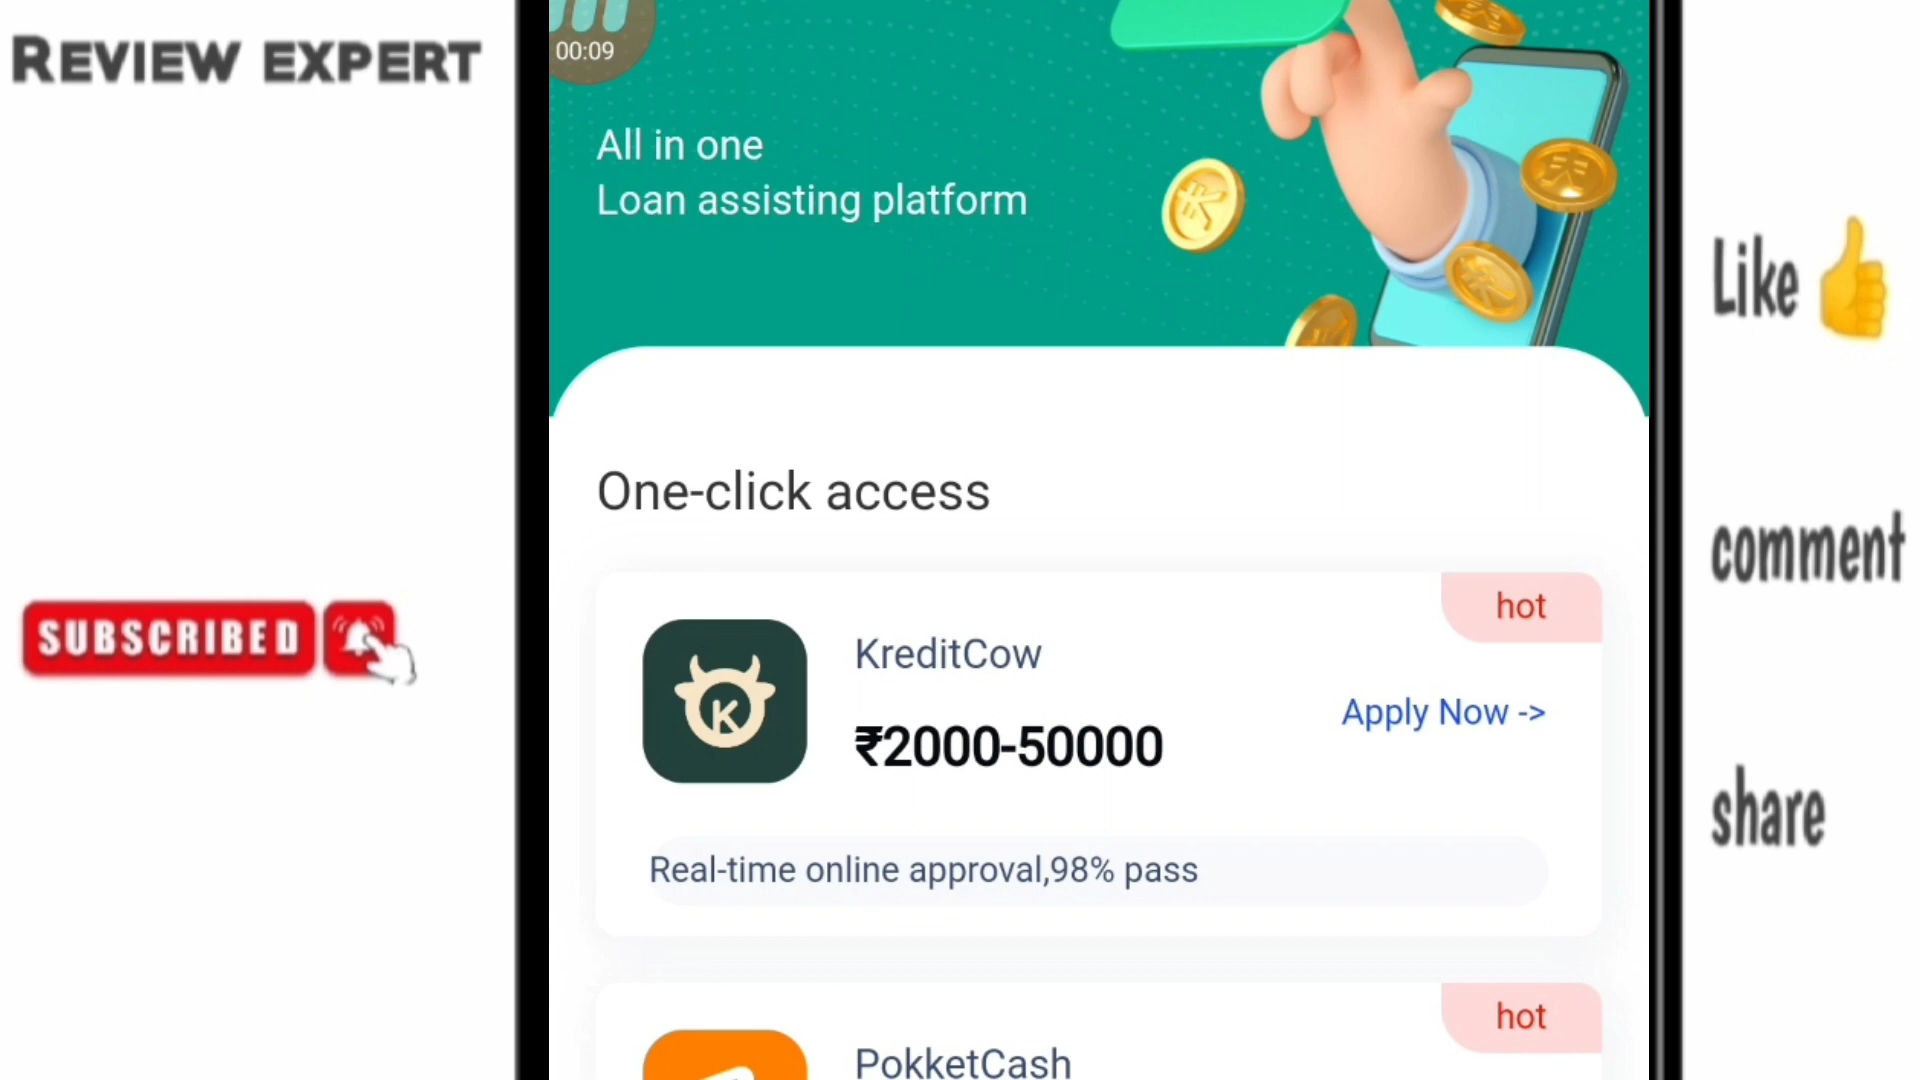 REVIEW EXPERT
00:09
All in one
Loan assisting platform
Like
One-click access
hot
KreditCow
Apply Now ->
₹2000-50000
comment
SUBSCRIBED
share
K
Real-time online approval,98% pass
hot
PokketCash